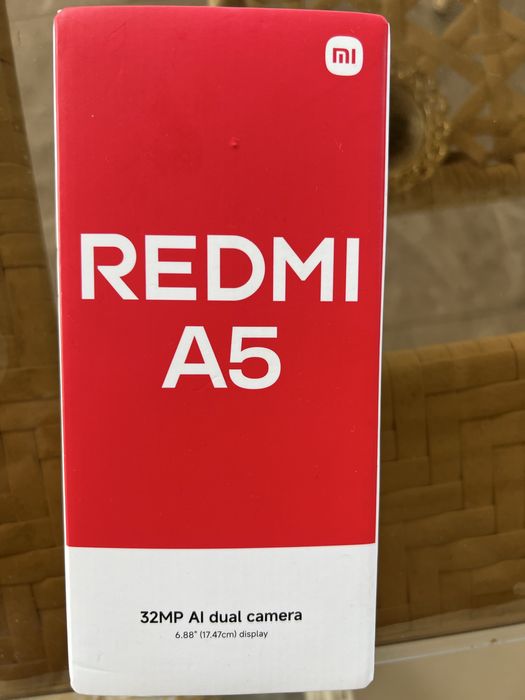 mi
REDMI
A5
32MP AI dual camera
6.88" (17.47cm) display